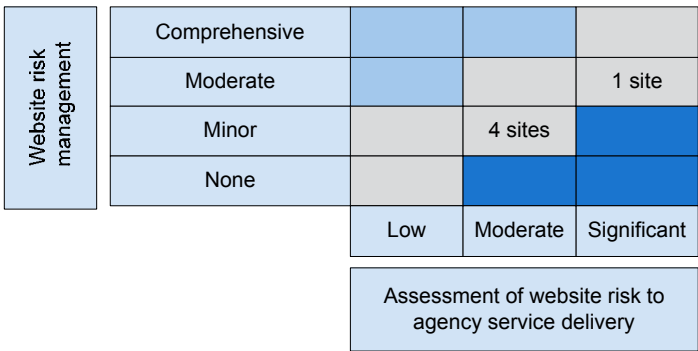 Website risk
management
Comprehensive
Moderate
1 site
Minor
4 sites
None
Low
Moderate
Significant
Assessment of website risk to
agency service delivery